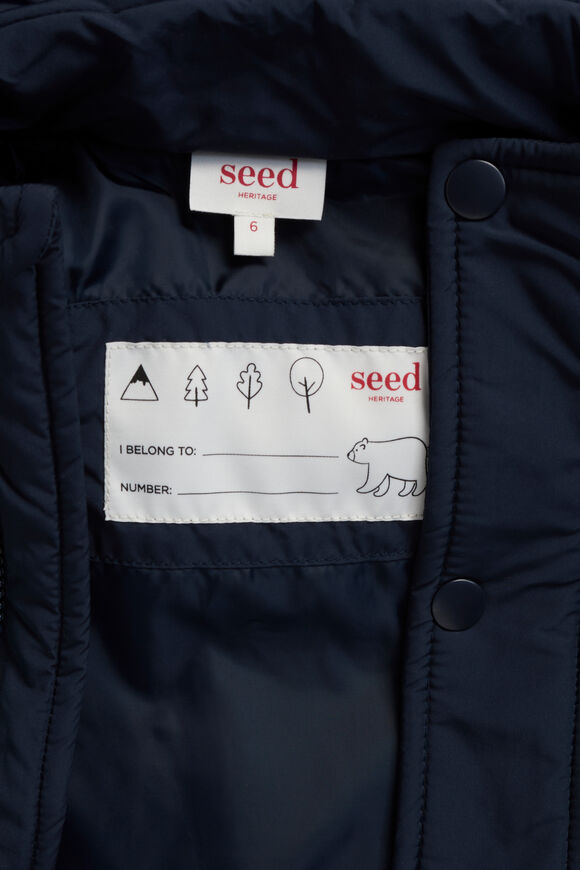 seed
HERITAGE
6
seed
HERITAGE
I BELONG TO:
NUMBER: